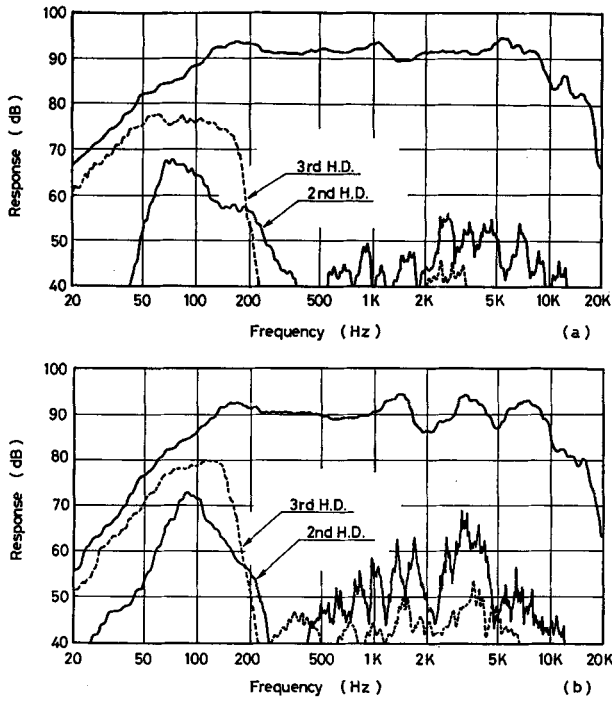 100
90
80
70
60
50
40
Response (dB)
3rd H.D.
2nd H.D.
20 50 100 200 500 1K 2K 5K 10K 20K
Frequency (Hz) (a)
100
90
80
70
60
50
40
Response (dB)
3rd H.D.
2nd H.D.
20 50 100 200 500 1K 2K 5K 10K 20K
Frequency (Hz) (b)